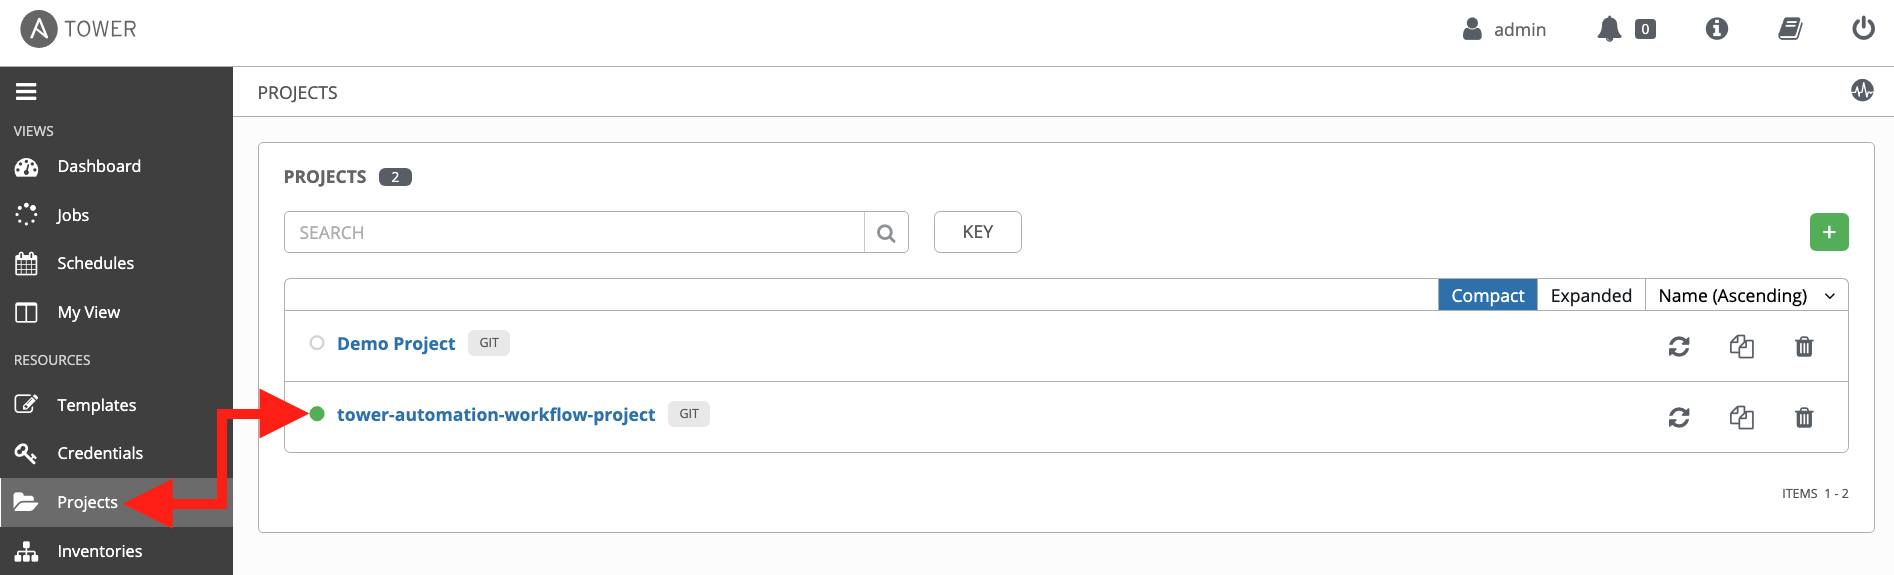 TOWER
admin
0
PROJECTS
VIEWS
Dashboard
Jobs
Schedules
My View
RESOURCES
Templates
Credentials
Projects
Inventories
PROJECTS 2
SEARCH
KEY
+
Compact Expanded Name (Ascending)
Demo Project GIT
tower-automation-workflow-project GIT
ITEMS 1 - 2